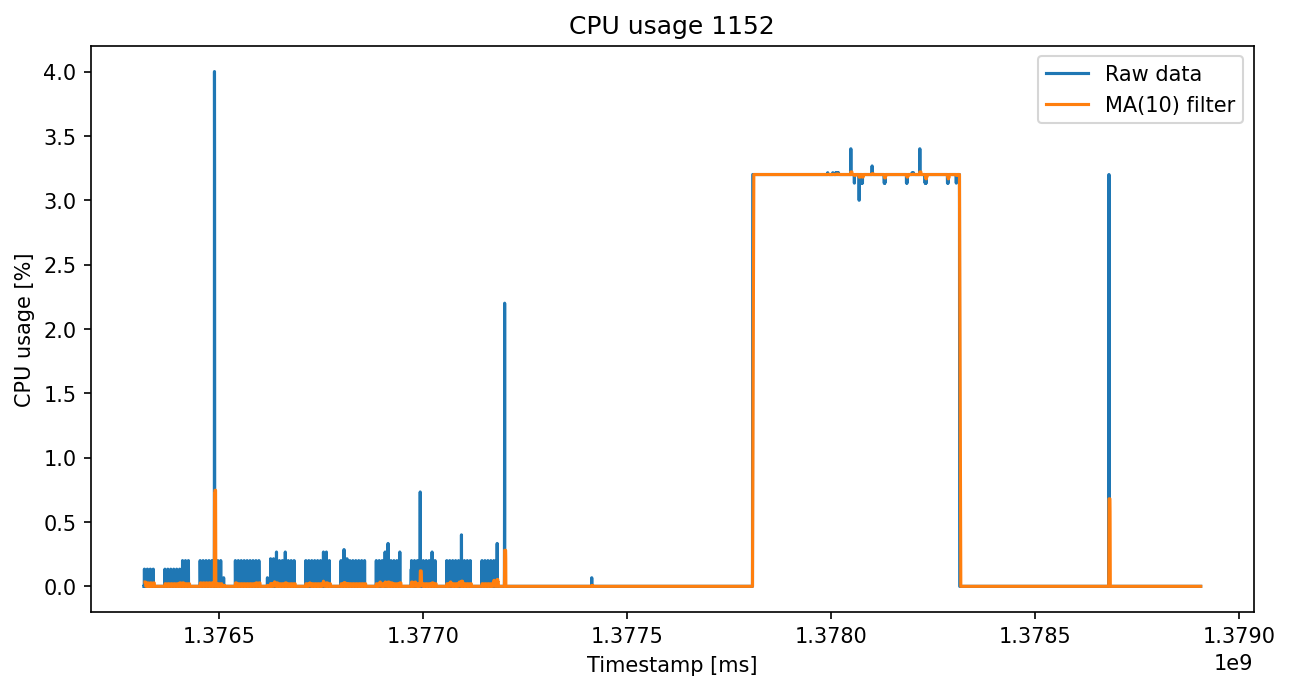 CPU usage 1152
Raw data
MA(10) filter
CPU usage [%]
4.0
3.5
3.0
2.5
2.0
1.5
1.0
0.5
0.0
1.3765 1.3770 1.3775 1.3780 1.3785 1.3790
1e9
Timestamp [ms]